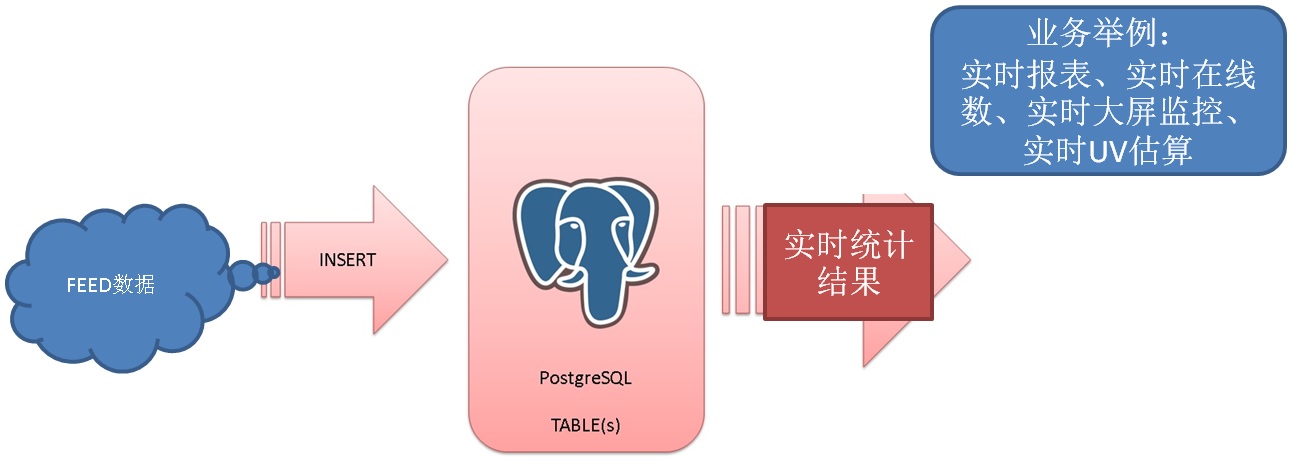 业务举例：
实时报表、实时在线
数、实时大屏监控、
实时UV估算
FEED数据
INSERT
实时统计
结果
PostgreSQL
TABLE(s)